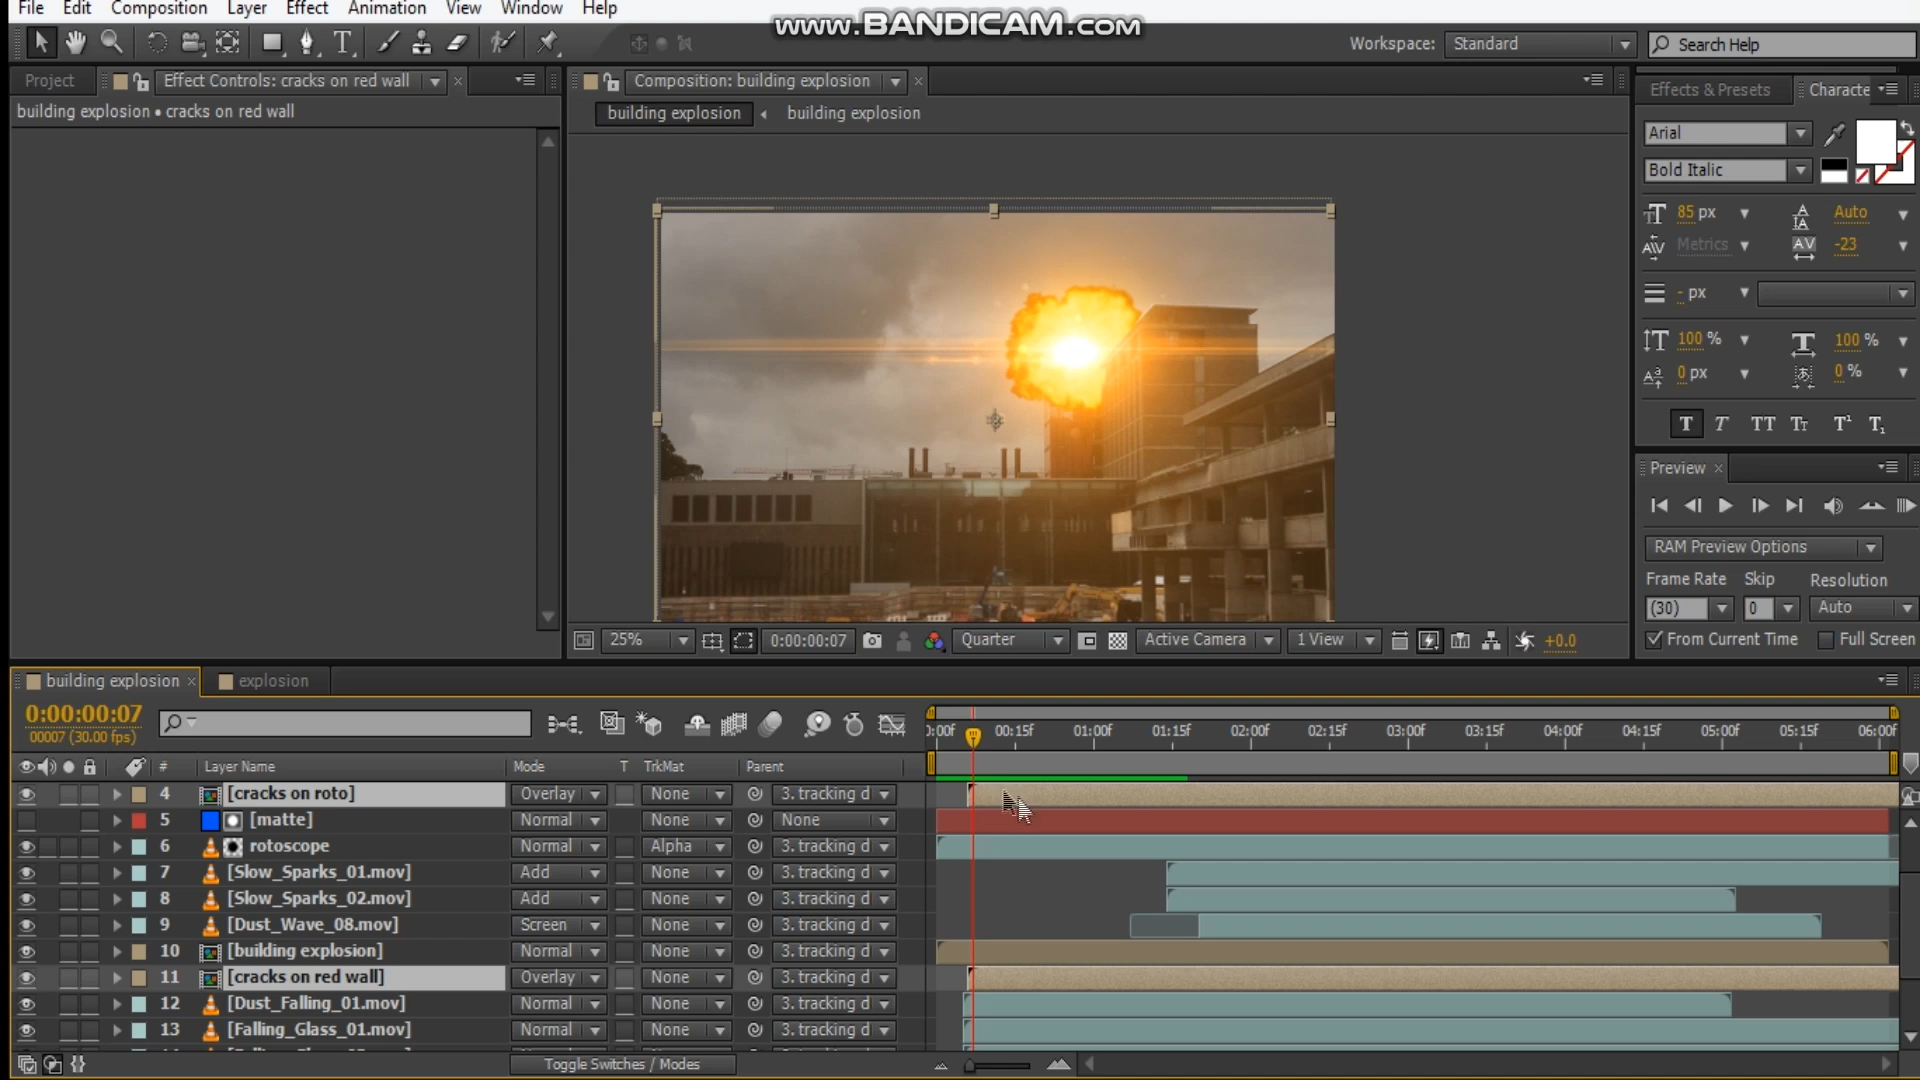 File Edit Composition Layer Effect Animation View Window Help
www.BANDICAM.com
Workspace: Standard
Search Help
Project
Effect Controls: cracks on red wall
Composition: building explosion
Effects & Presets
Characte
building explosion • cracks on red wall
building explosion
building explosion
Arial
Bold Italic
85 px
Auto
Metrics
-23
- px
100 %
100 %
0 px
0 %
T T TT Tт T¹ T₁
Preview
RAM Preview Options
Frame Rate Skip Resolution
(30) 0 Auto
From Current Time Full Screen
25% 0:00:00:07 Quarter Active Camera 1 View +0.0
building explosion
explosion
0:00:00:07
00007 (30.00 fps)
00:15f 01:00f 01:15f 02:00f 02:15f 03:00f 03:15f 04:00f 04:15f 05:00f 05:15f 06:00f
# Layer Name Mode T TrkMat Parent
4 [cracks on roto] Overlay None 3. tracking d
5 [matte] Normal None None
6 rotoscope Normal Alpha 3. tracking d
7 [Slow_Sparks_01.mov] Add None 3. tracking d
8 [Slow_Sparks_02.mov] Add None 3. tracking d
9 [Dust_Wave_08.mov] Screen None 3. tracking d
10 [building explosion] Normal None 3. tracking d
11 [cracks on red wall] Overlay None 3. tracking d
12 [Dust_Falling_01.mov] Normal None 3. tracking d
13 [Falling_Glass_01.mov] Normal None 3. tracking d
Toggle Switches / Modes